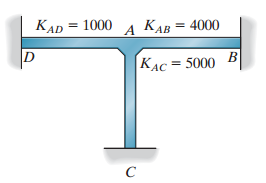 K_AD = 1000 A K_AB = 4000
D K_AC = 5000 B
C